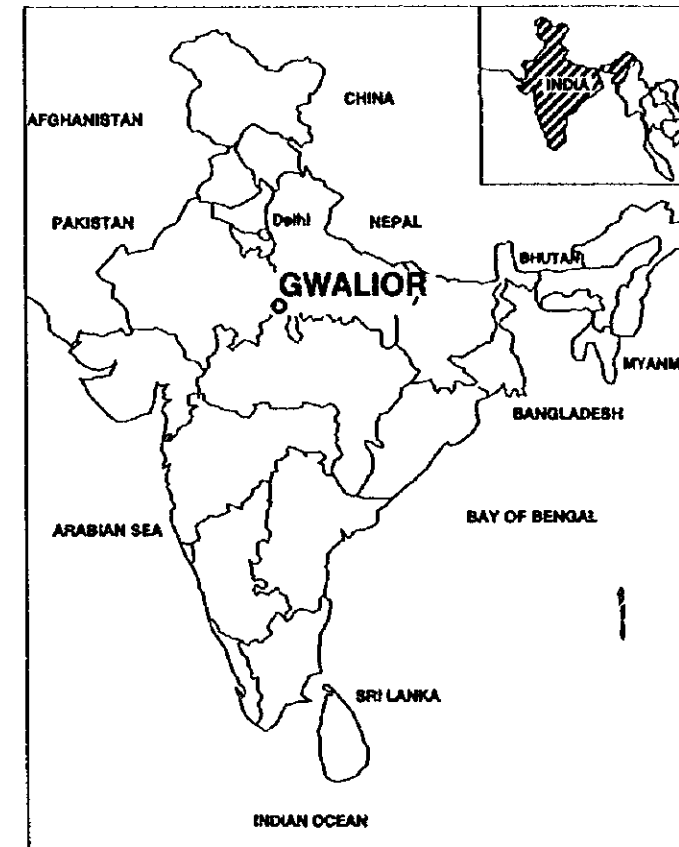 CHINA
INDIA
AFGHANISTAN
PAKISTAN
Delhi
NEPAL
BHUTAN
GWALIOR
MYANM
BANGLADESH
ARABIAN SEA
BAY OF BENGAL
SRI LANKA
INDIAN OCEAN